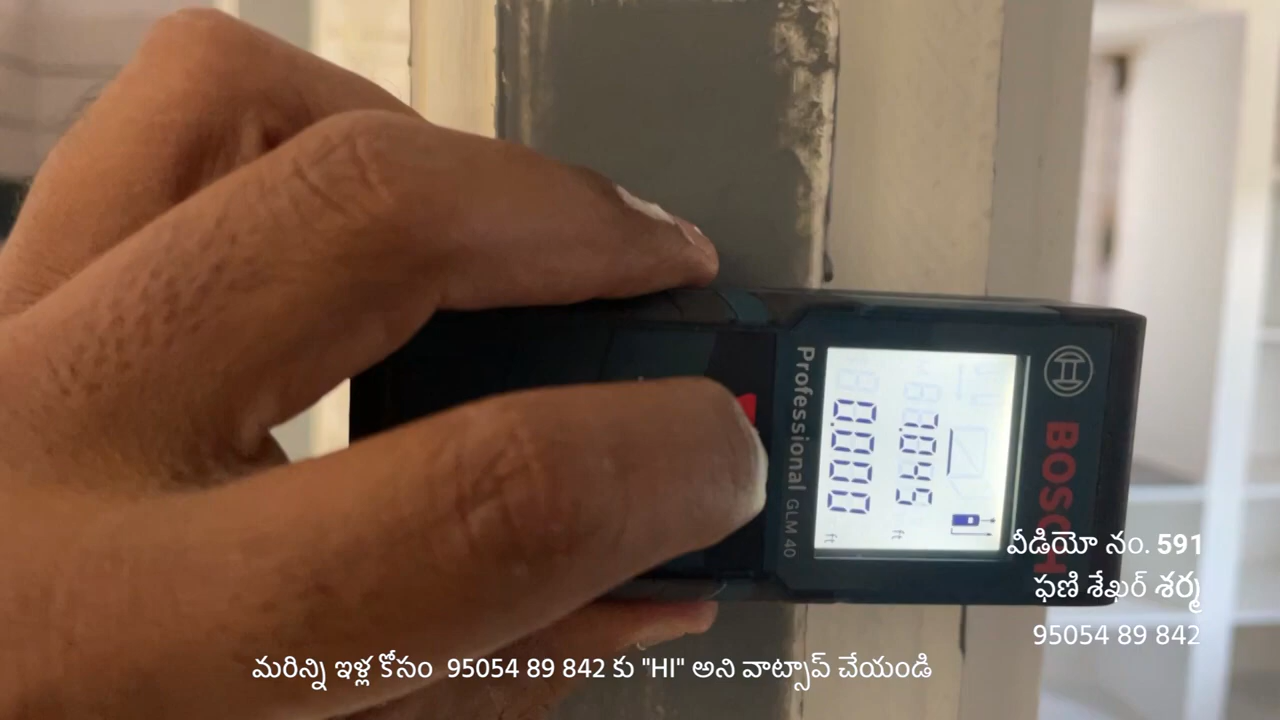 BOSCH
Professional GLM 40
7.045 ft
0.000 ft
వీడియో నం. 591
ఫణి శేఖర్ శర్మ
95054 89 842
మరిన్ని ఇళ్ల కోసం 95054 89 842 కు "HI" అని వాట్సాప్ చేయండి